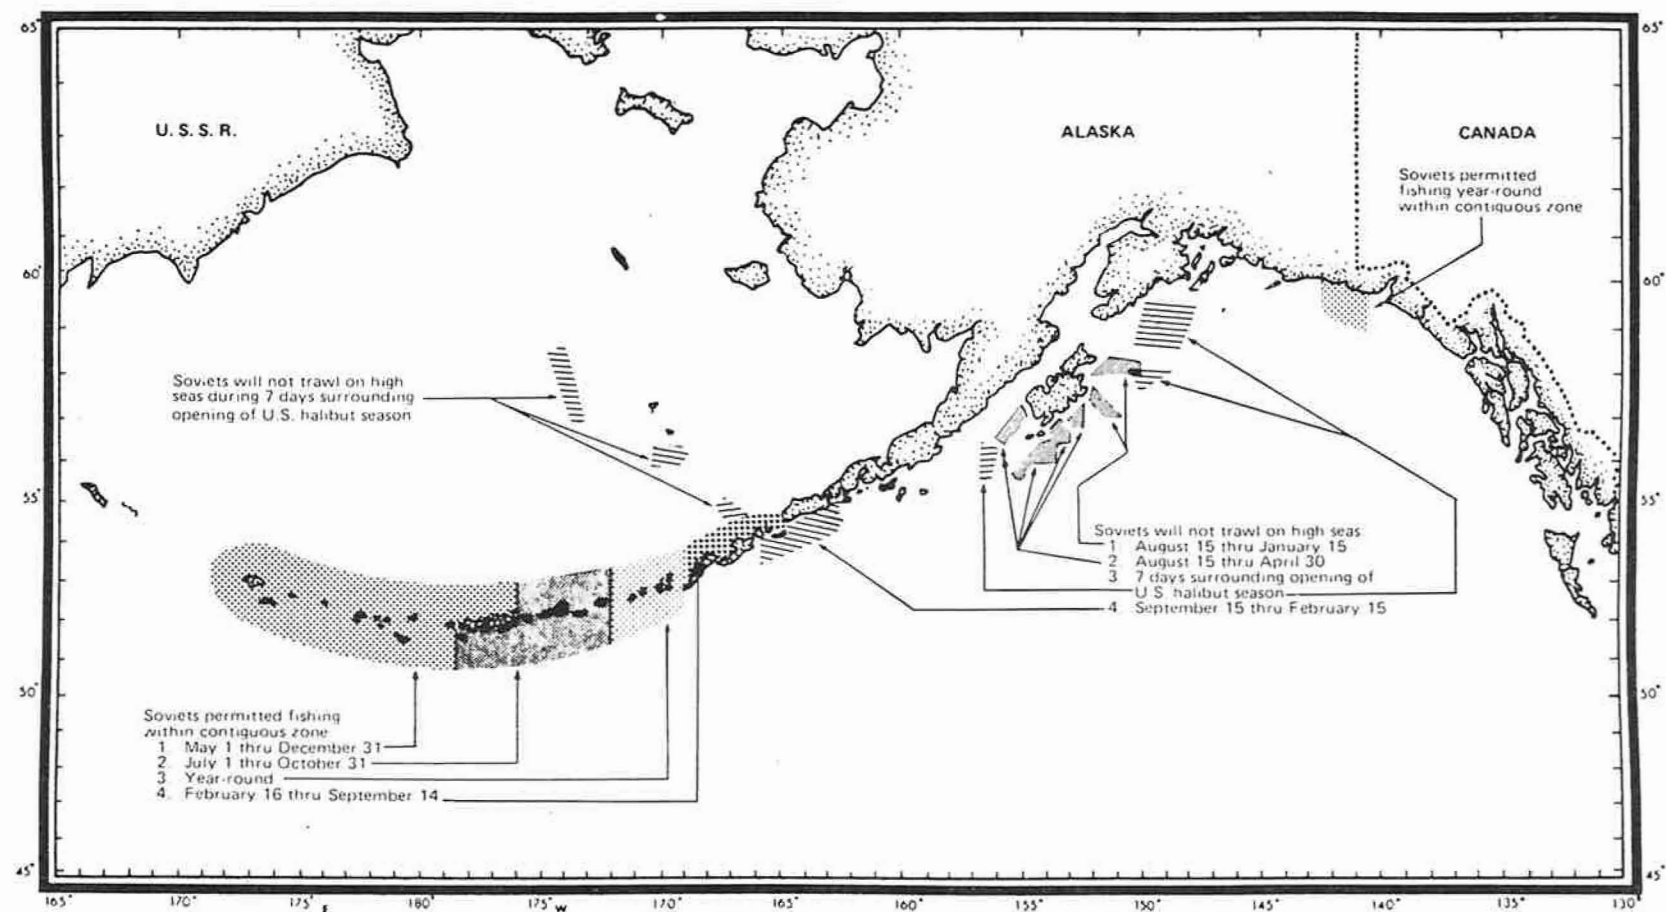 65°
65°
U. S. S. R.
ALASKA
CANADA
Soviets permitted
fishing year-round
within contiguous zone
60°
60°
Soviets will not trawl on high
seas during 7 days surrounding
opening of U.S. halibut season
55°
55°
Soviets will not trawl on high seas
1. August 15 thru January 15
2. August 15 thru April 30
3. 7 days surrounding opening of
U.S. halibut season
4. September 15 thru February 15
50°
50°
Soviets permitted fishing
within contiguous zone
1. May 1 thru December 31
2. July 1 thru October 31
3. Year-round
4. February 16 thru September 14
45°
45°
165° 170° 175° E 180° 175° W 170° 165° 160° 155° 150° 145° 140° 135° 130°